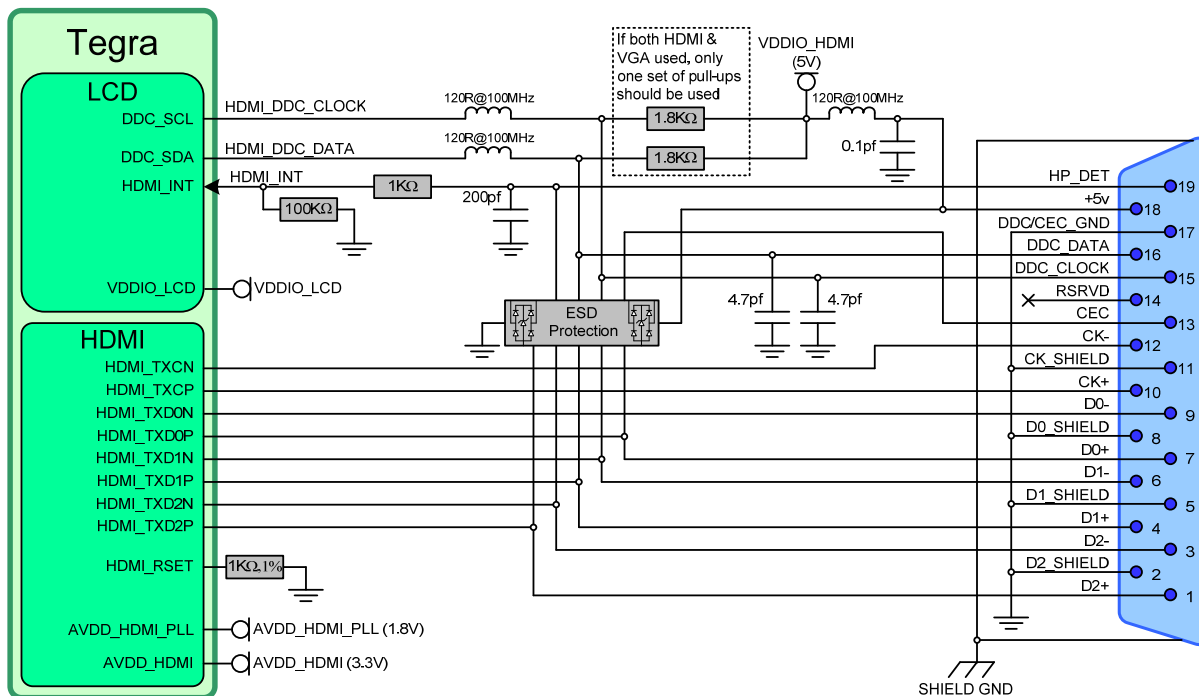 Tegra
LCD
DDC_SCL
DDC_SDA
HDMI_INT
VDDIO_LCD
HDMI
HDMI_TXCN
HDMI_TXCP
HDMI_TXD0N
HDMI_TXD0P
HDMI_TXD1N
HDMI_TXD1P
HDMI_TXD2N
HDMI_TXD2P
HDMI_RSET
AVDD_HDMI_PLL
AVDD_HDMI
HDMI_DDC_CLOCK
HDMI_DDC_DATA
HDMI_INT
120R@100MHz
120R@100MHz
If both HDMI &
VGA used, only
one set of pull-ups
should be used
1.8KΩ
1.8KΩ
VDDIO_HDMI
(5V)
120R@100MHz
0.1pf
1KΩ
100KΩ
200pf
VDDIO_LCD
ESD
Protection
4.7pf
4.7pf
1KΩ,1%
AVDD_HDMI_PLL (1.8V)
AVDD_HDMI (3.3V)
HP_DET
19
+5v
18
DDC/CEC_GND
17
DDC_DATA
16
DDC_CLOCK
15
RSRVD
14
CEC
13
CK-
12
CK_SHIELD
11
CK+
10
D0-
9
D0_SHIELD
8
D0+
7
D1-
6
D1_SHIELD
5
D1+
4
D2-
3
D2_SHIELD
2
D2+
1
SHIELD GND